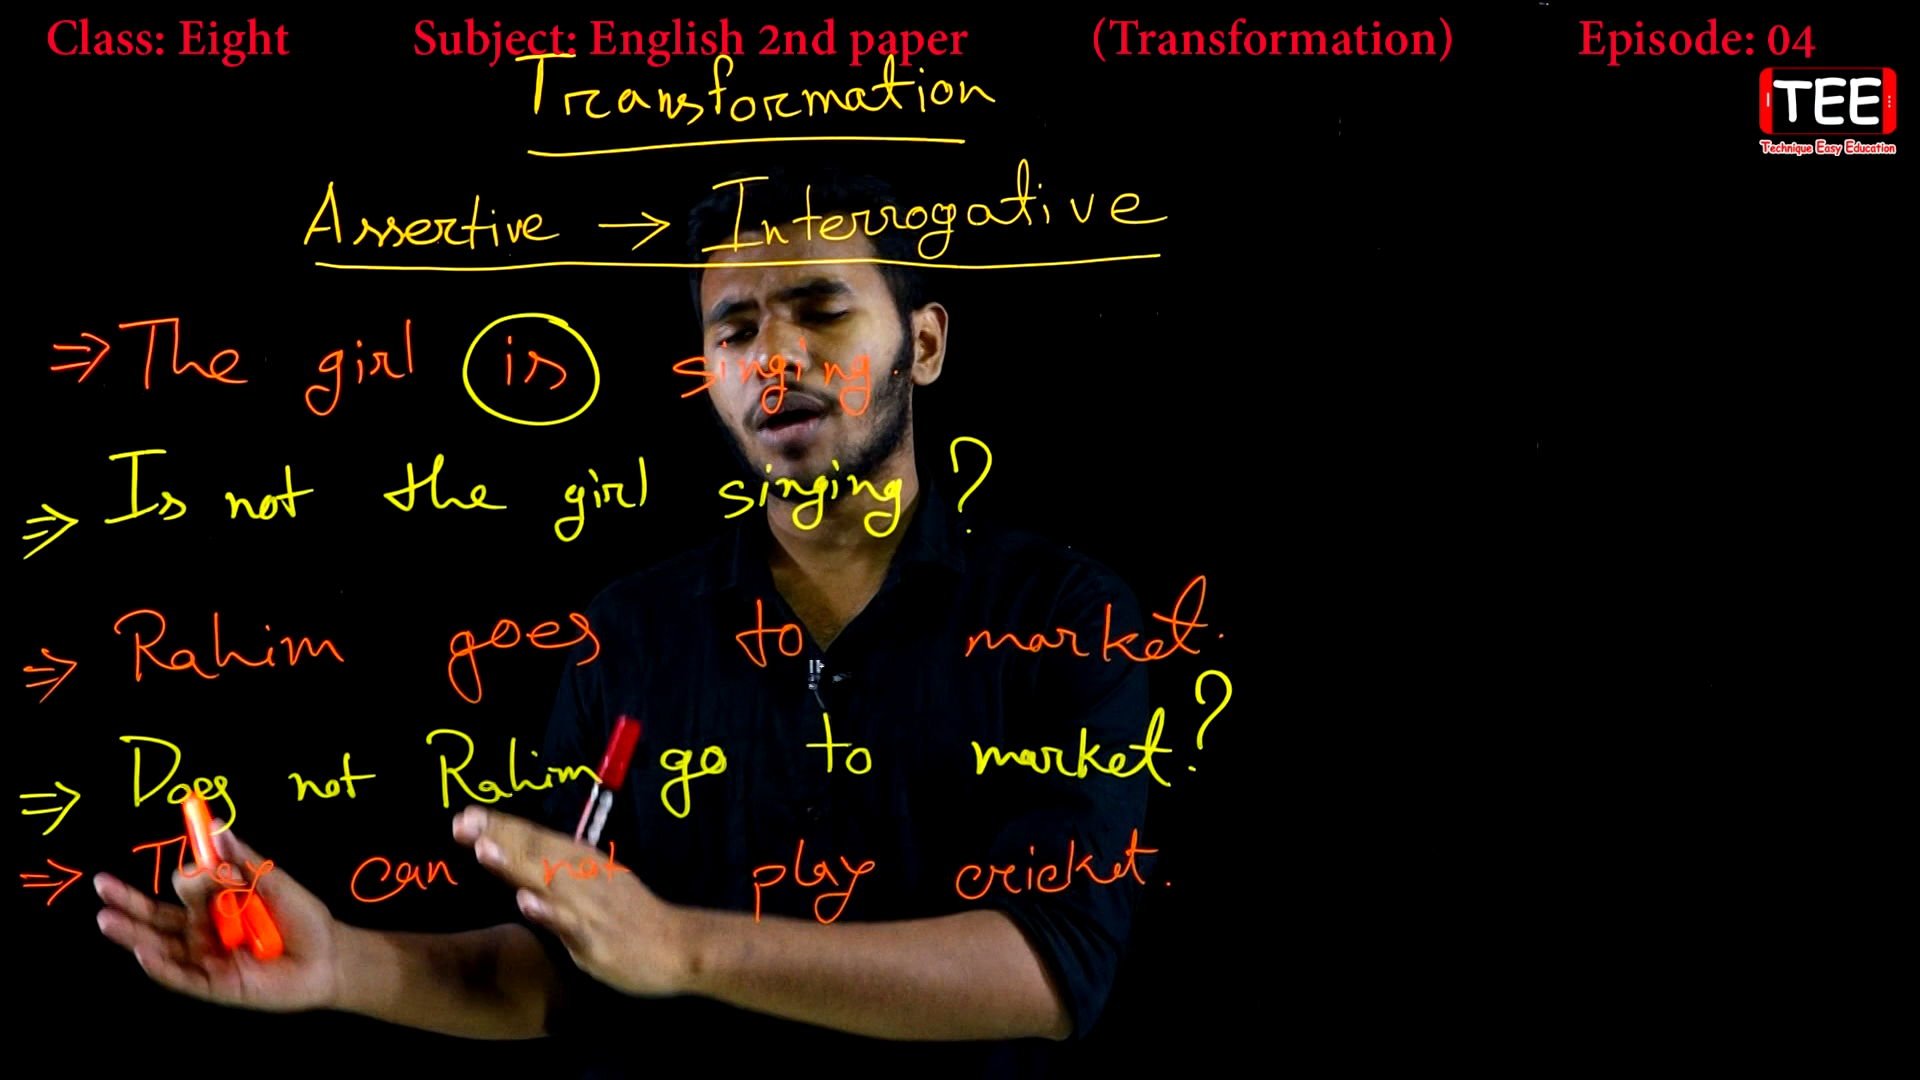 Class: Eight Subject: English 2nd paper (Transformation) Episode: 04
TEE
Technique Easy Education
Transformation
Assertive → Interrogative
⇒ The girl is singing.
⇒ Is not the girl singing?
⇒ Rahim goes to market.
⇒ Does not Rahim go to market?
⇒ They can not play cricket.